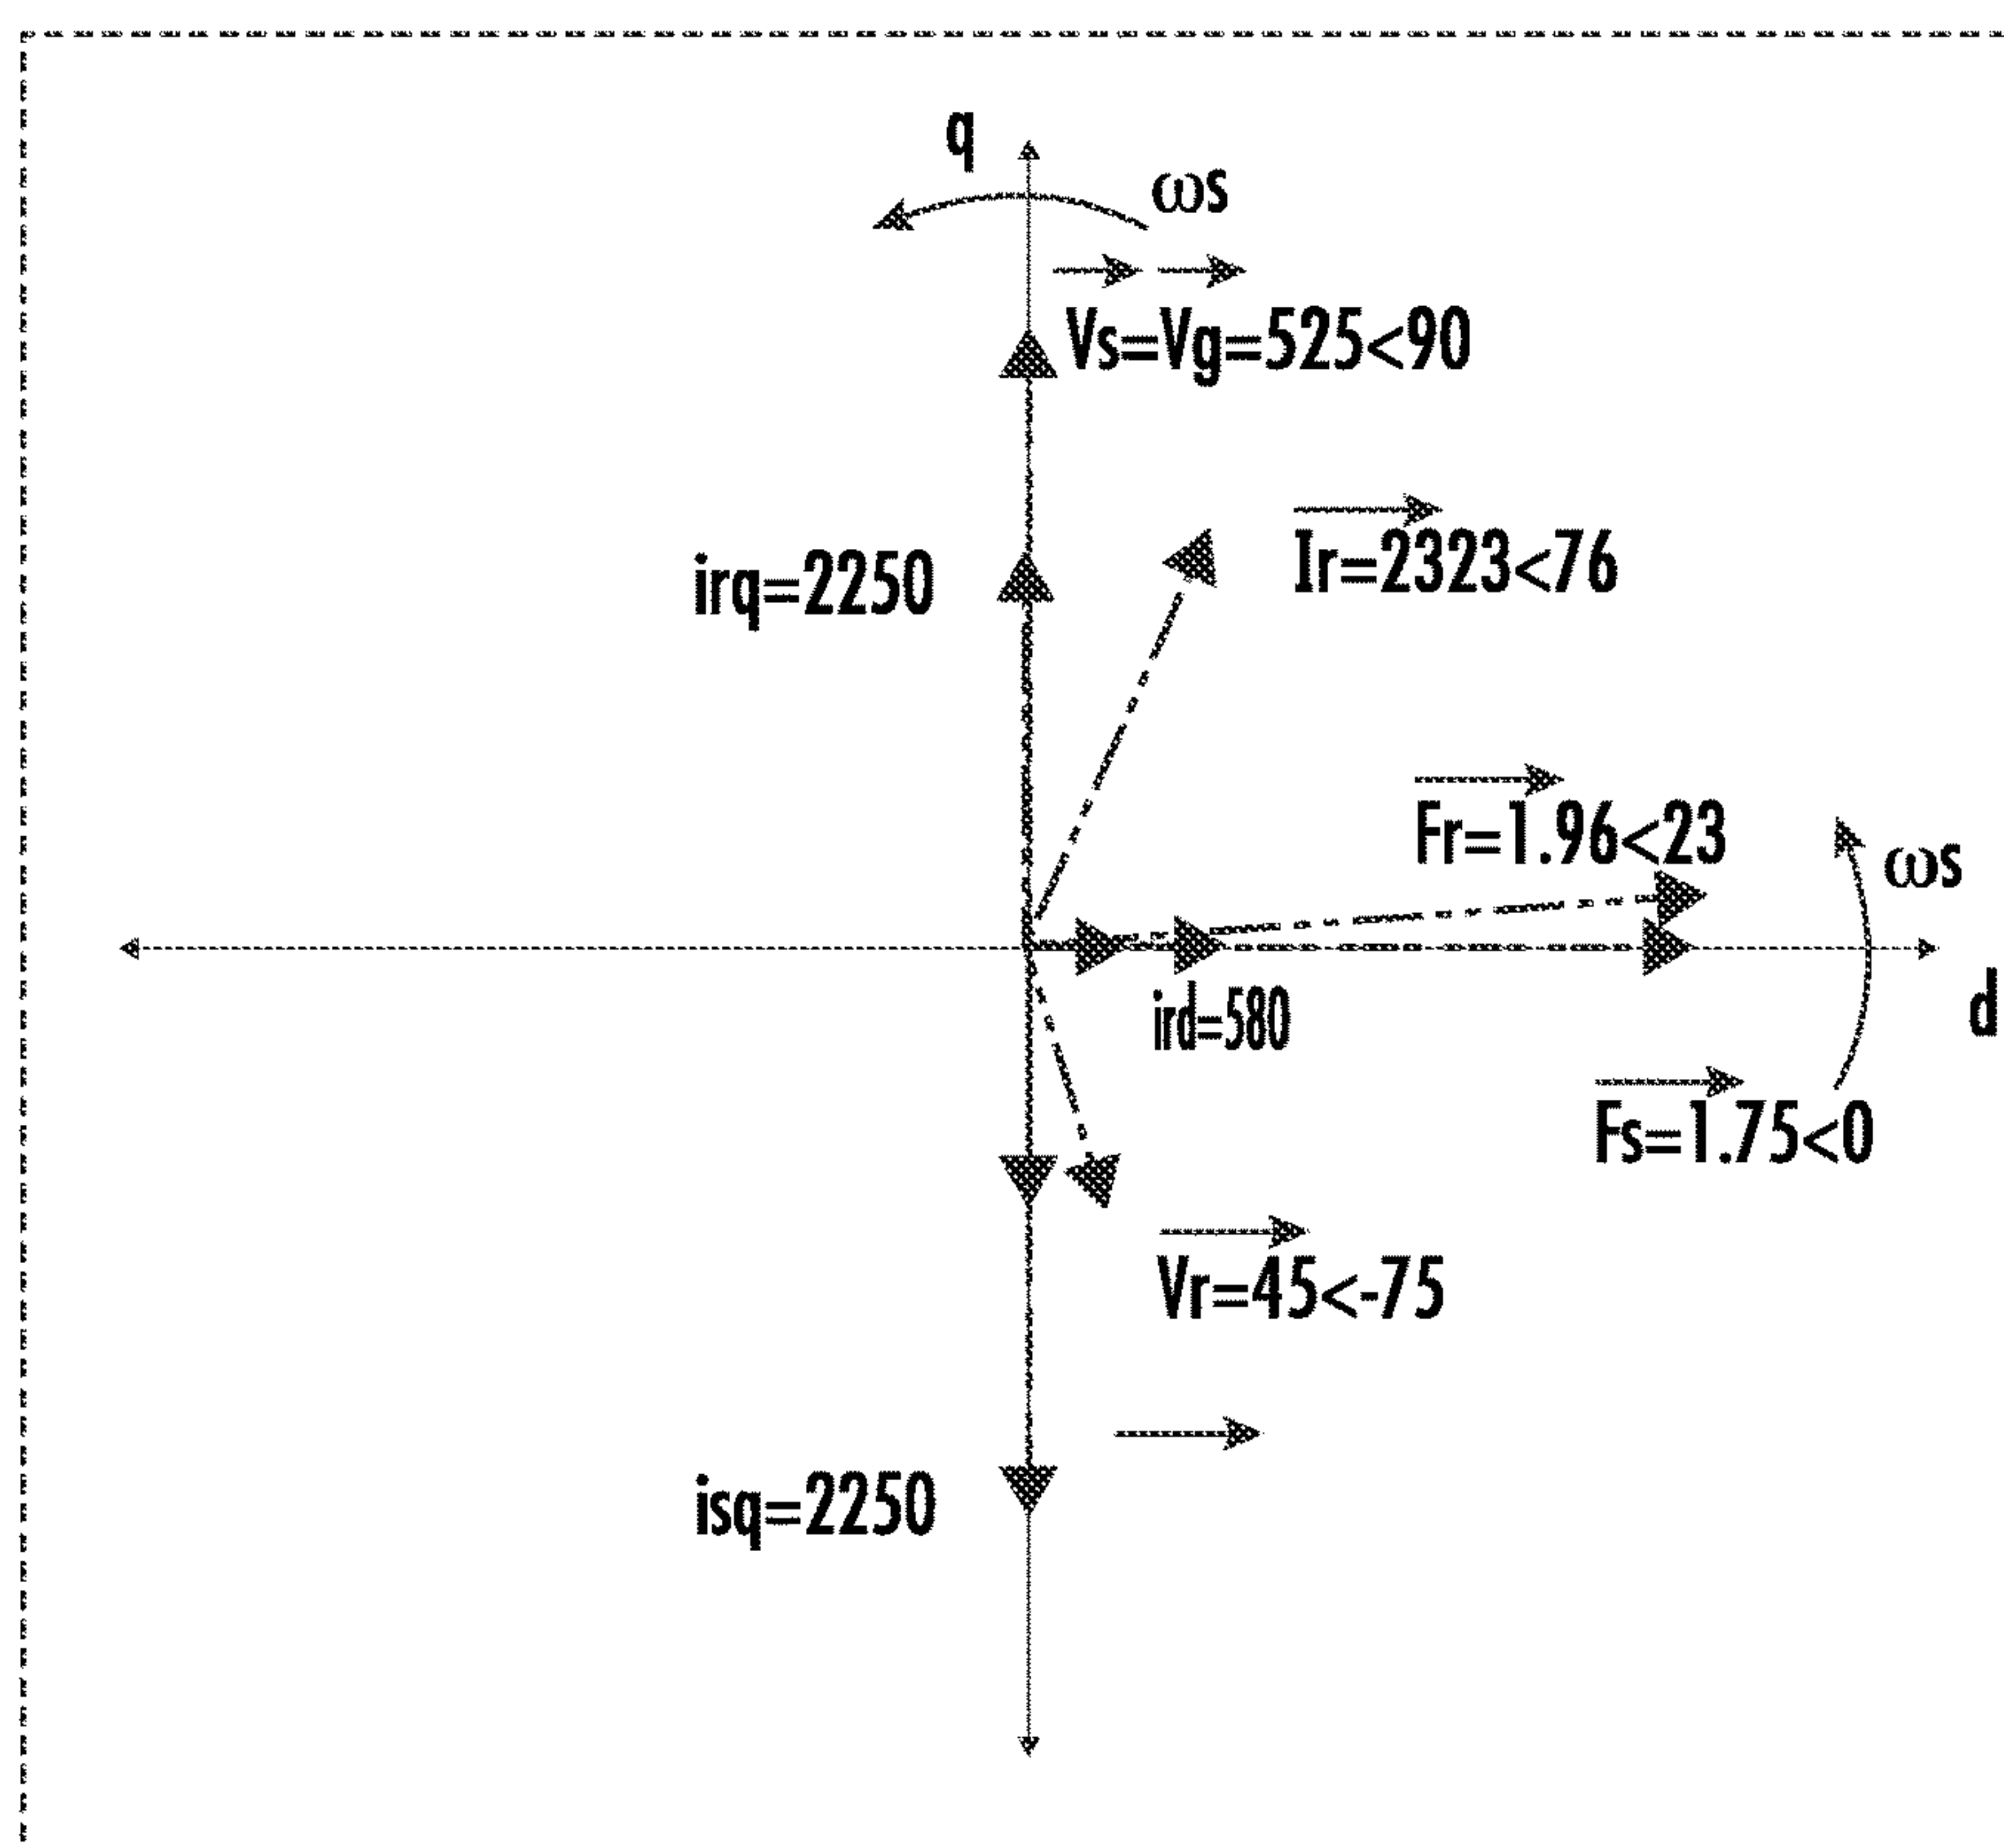 q
ωs
Vs=Vg=525<90
Ir=2323<76
irq=2250
Fr=1.96<23
ωs
d
ird=580
Fs=1.75<0
Vr=45<-75
isq=2250